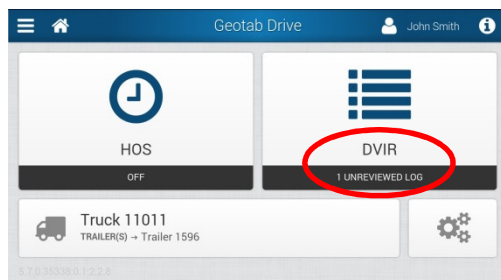 Geotab Drive John Smith
HOS
OFF
DVIR
1 UNREVIEWED LOG
Truck 11011
TRAILER(S) → Trailer 1596